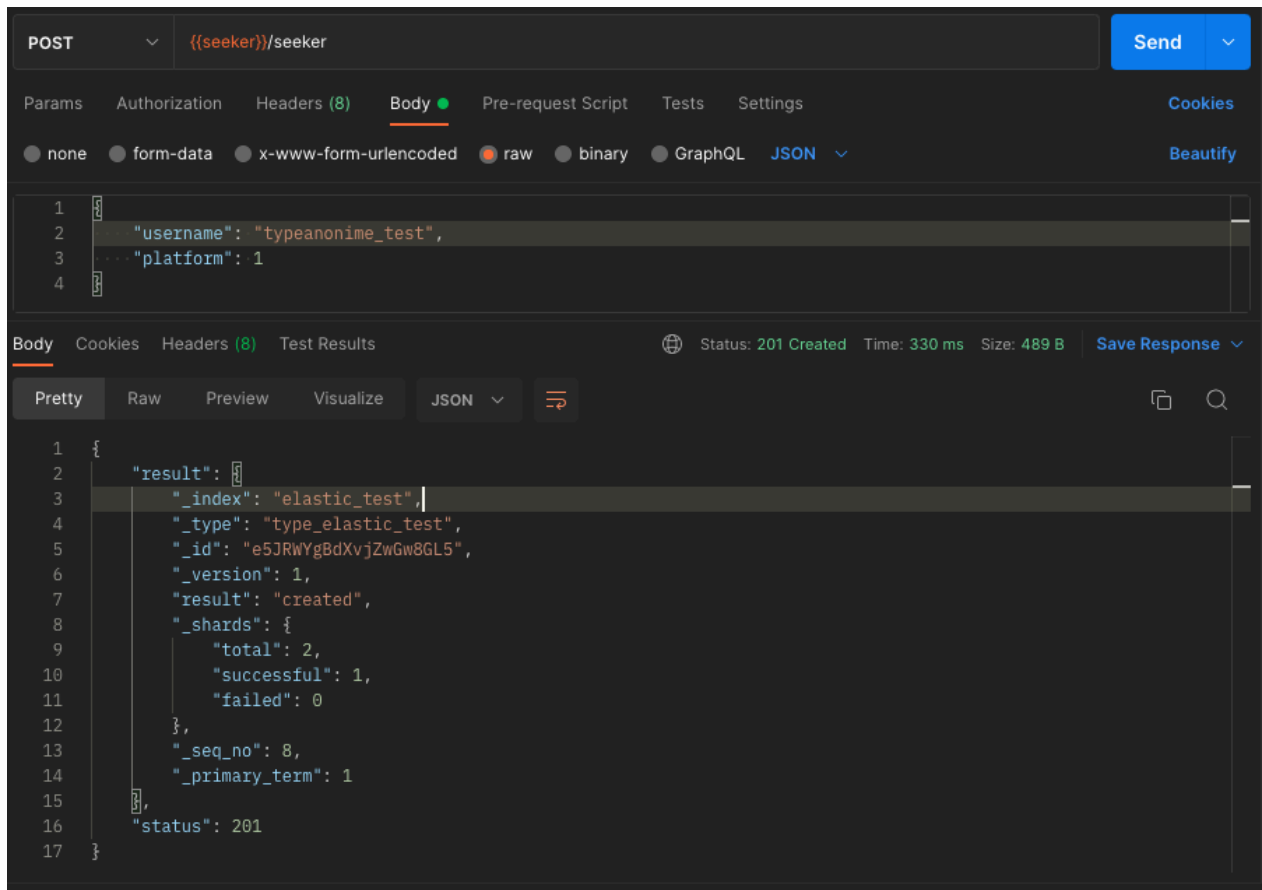 POST {{seeker}}/seeker Send
Params Authorization Headers (8) Body Pre-request Script Tests Settings Cookies
none form-data x-www-form-urlencoded raw binary GraphQL JSON Beautify
1 {
2 "username": "typeanonime_test",
3 "platform": 1
4 }
Body Cookies Headers (8) Test Results Status: 201 Created Time: 330 ms Size: 489 B Save Response
Pretty Raw Preview Visualize JSON
1 {
2 "result": {
3 "_index": "elastic_test",
4 "_type": "type_elastic_test",
5 "_id": "e5JRWYgBdXvjZwGw8GL5",
6 "_version": 1,
7 "result": "created",
8 "_shards": {
9 "total": 2,
10 "successful": 1,
11 "failed": 0
12 },
13 "_seq_no": 8,
14 "_primary_term": 1
15 },
16 "status": 201
17 }